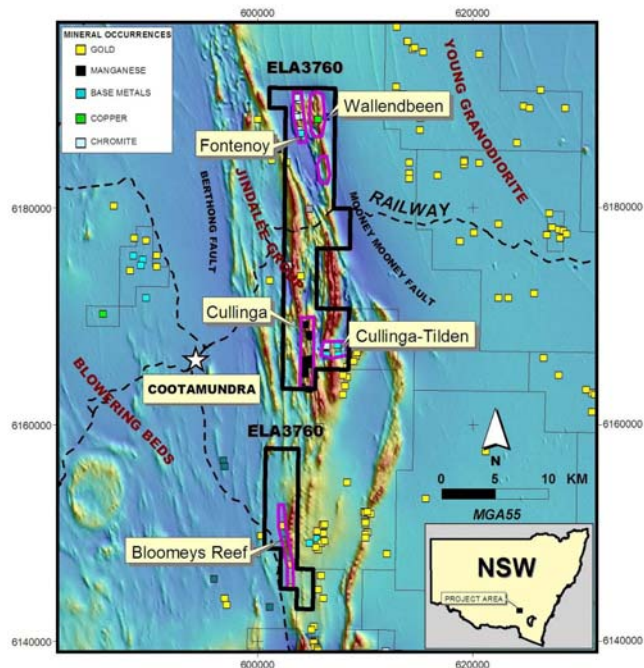 600000
620000
MINERAL OCCURRENCES
GOLD
MANGANESE
BASE METALS
COPPER
CHROMITE
ELA3760
Wallendbeen
Fontenoy
YOUNG GRANODIORITE
BERTHONG FAULT
JINDALEE GROUP
RAILWAY
MOONEY MOONEY FAULT
6180000
6180000
Cullinga
Cullinga-Tilden
COOTAMUNDRA
BLOWERING BEDS
6160000
6160000
ELA3760
N
5 0 10 KM
MGA55
Bloomeys Reef
NSW
PROJECT AREA
6140000
6140000
600000
620000